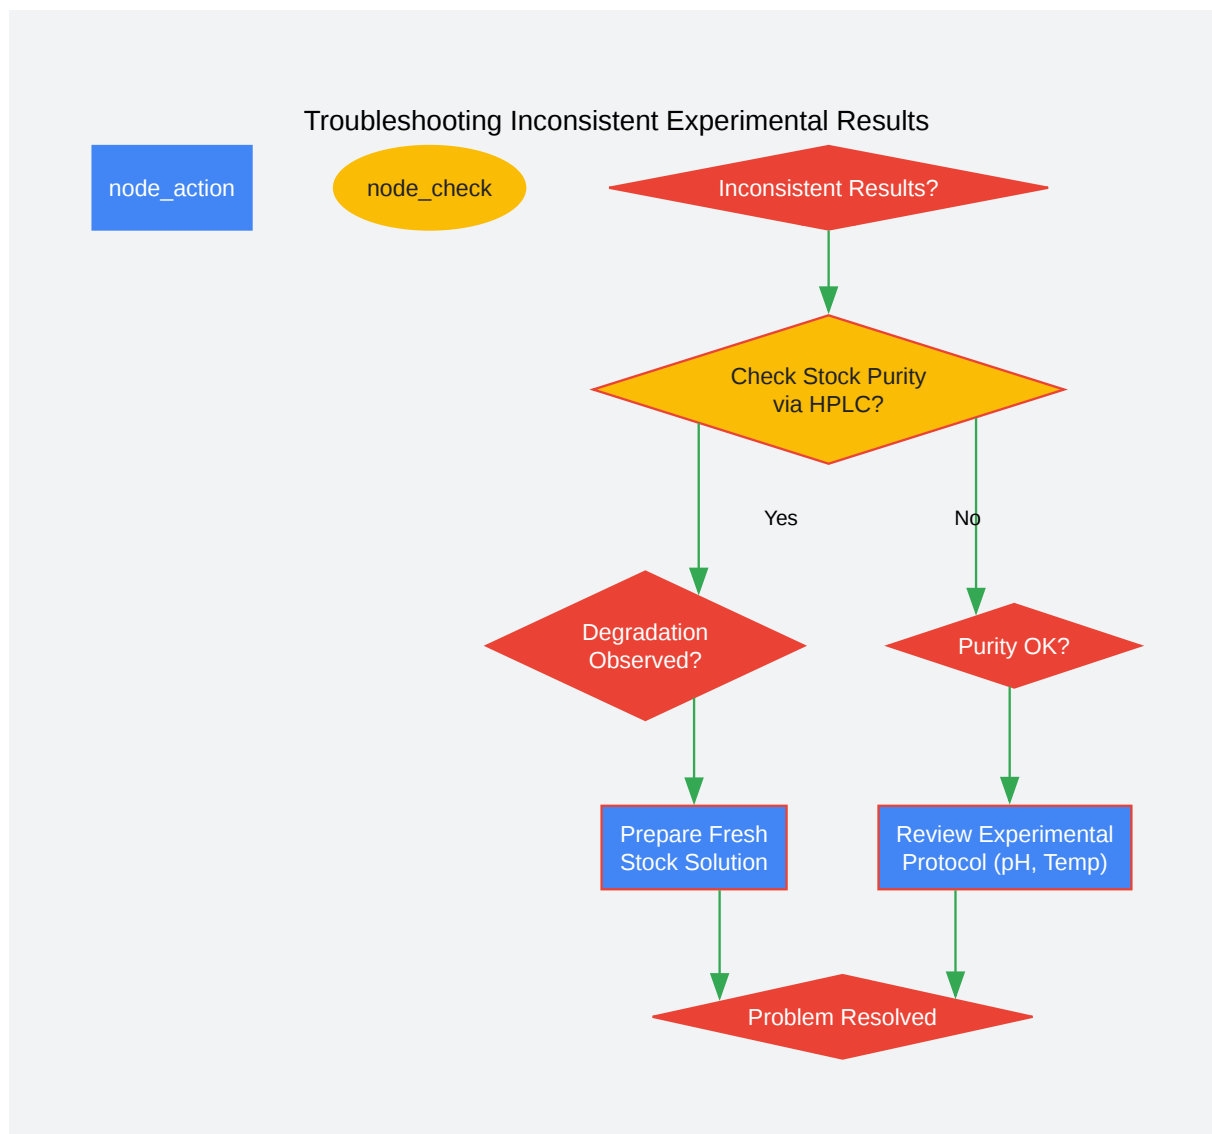 Troubleshooting Inconsistent Experimental Results
node_action
node_check
Inconsistent Results?
Check Stock Purity
via HPLC?
Yes
No
Degradation
Observed?
Purity OK?
Prepare Fresh
Stock Solution
Review Experimental
Protocol (pH, Temp)
Problem Resolved